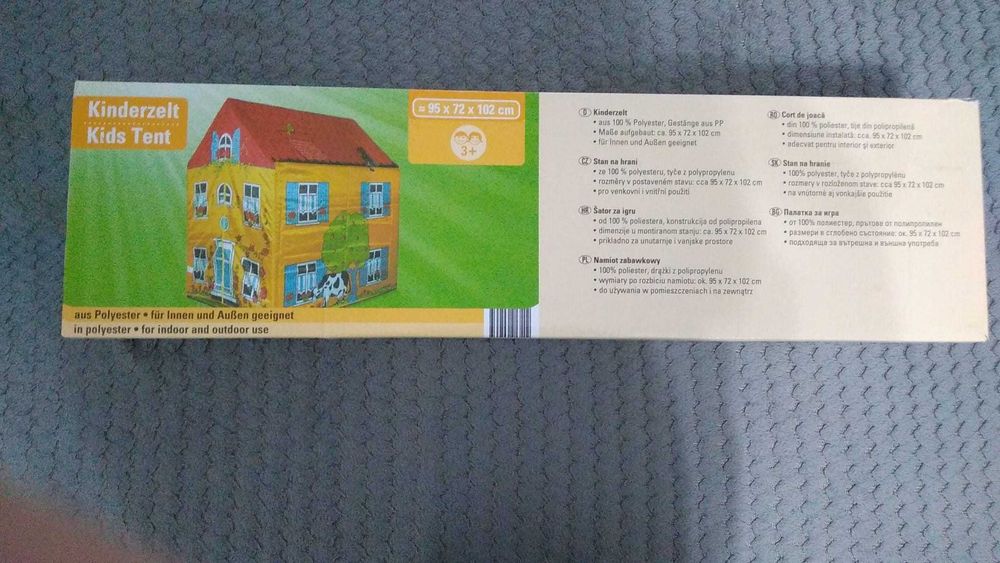 Kinderzelt
Kids Tent
≈ 95 x 72 x 102 cm
3+
aus Polyester • für Innen und Außen geeignet
in polyester • for indoor and outdoor use
D Kinderzelt
• aus 100 % Polyester, Gestänge aus PP
• Maße aufgebaut: ca. 95 x 72 x 102 cm
• für Innen und Außen geeignet
CZ Stan na hraní
• ze 100 % polyesteru, tyče z polypropylenu
• rozměry v postaveném stavu: cca 95 x 72 x 102 cm
• pro venkovní i vnitřní použití
HR Šator za igru
• od 100 % poliestera, konstrukcija od polipropilena
• dimenzije u montiranom stanju: ca. 95 x 72 x 102 cm
• prikladno za unutarnje i vanjske prostore
PL Namiot zabawkowy
• 100% poliester, drążki z polipropylenu
• wymiary po rozbiciu namiotu: ok. 95 x 72 x 102 cm
• do używania w pomieszczeniach i na zewnątrz
RO Cort de joacă
• din 100 % poliester, tije din polipropilenă
• dimensiune instalată: cca. 95 x 72 x 102 cm
• adecvat pentru interior şi exterior
SK Stan na hranie
• 100% polyester, tyče z polypropylénu
• rozmery v rozloženom stave: cca 95 x 72 x 102 cm
• na vnútorné aj vonkajšie použitie
BG Палатка за игра
• от 100% полиестер, прътове от полипропилен
• размери в сглобено състояние: ок. 95 x 72 x 102 cm
• подходяща за вътрешна и външна употреба